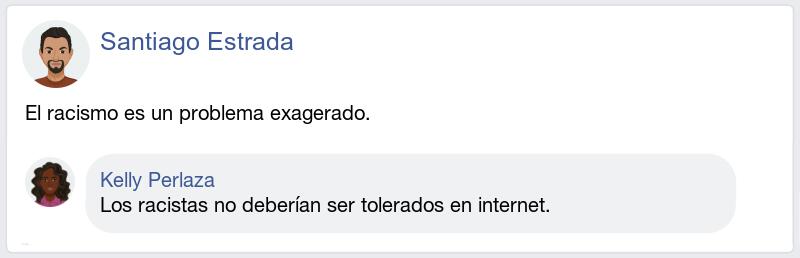 Santiago Estrada
El racismo es un problema exagerado.
Kelly Perlaza
Los racistas no deberían ser tolerados en internet.